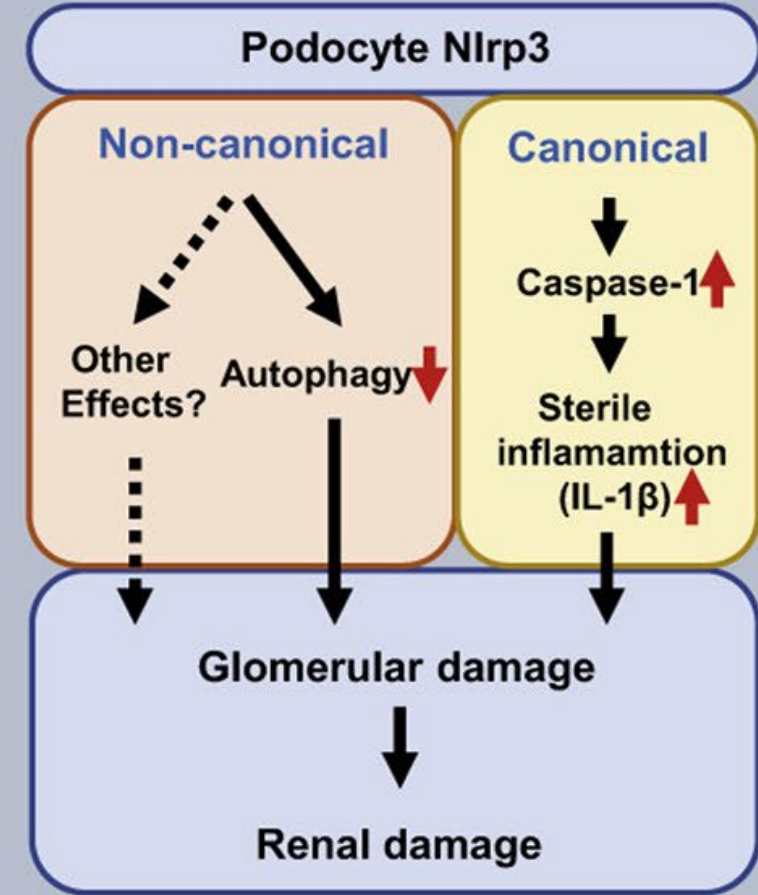 Podocyte Nlrp3
Non-canonical
Canonical
Caspase-1
Other
Effects?
Autophagy
Sterile
inflamamtion
(IL-1β)
Glomerular damage
Renal damage